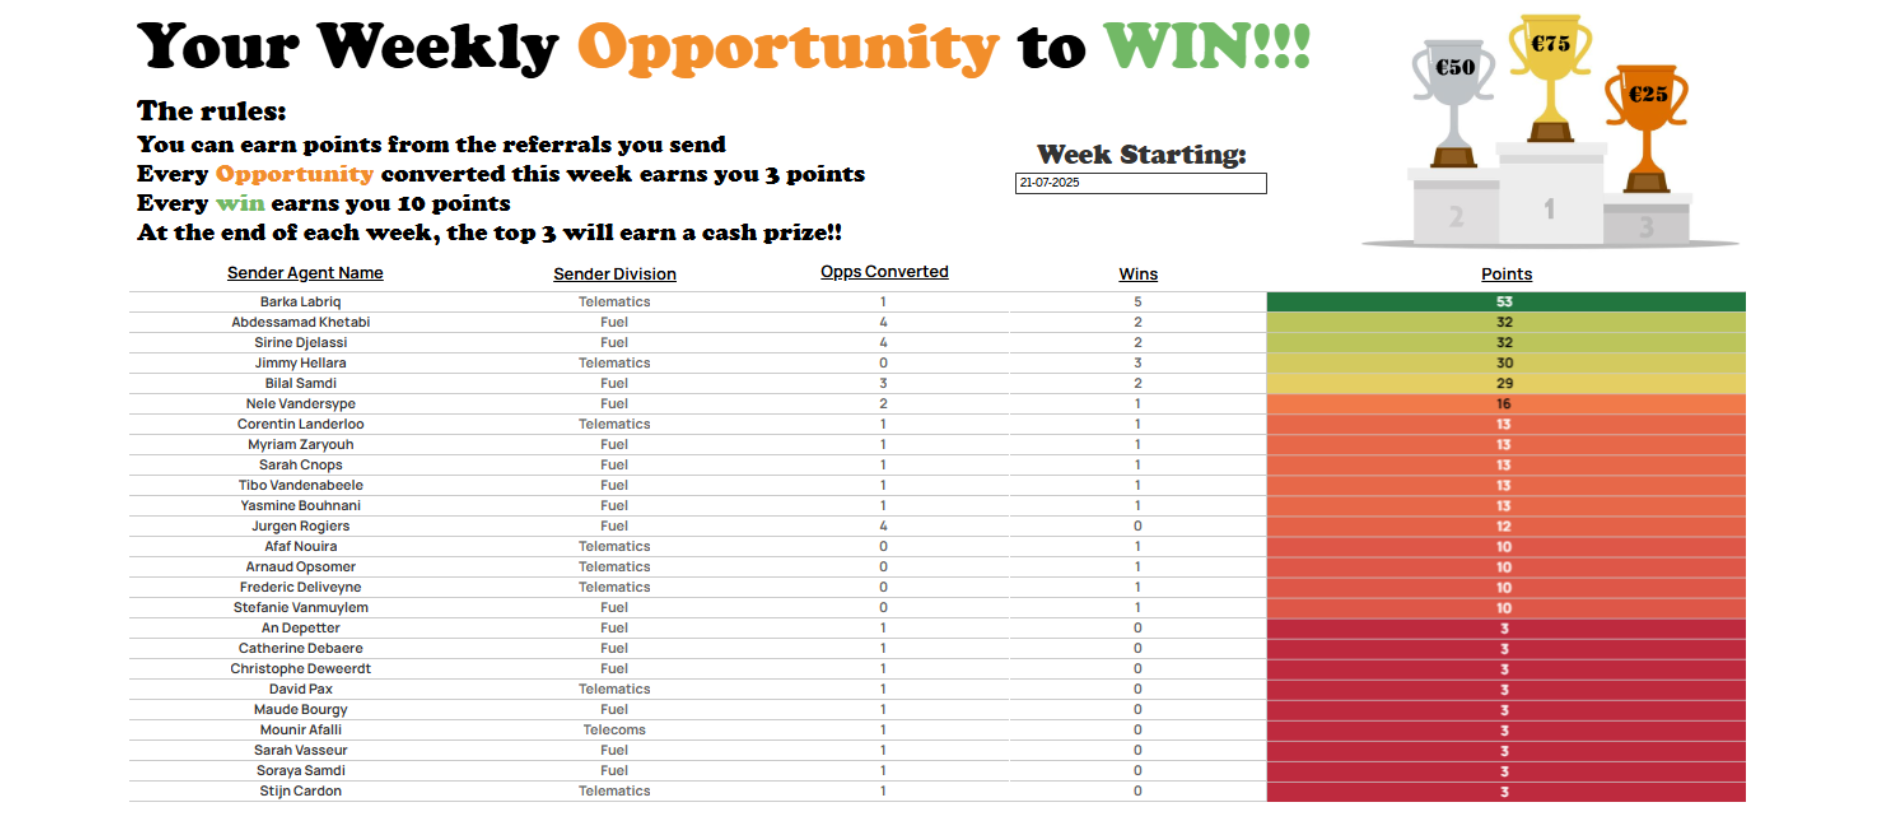 Your Weekly Opportunity to WIN!!!
€50
€75
€25
The rules:
You can earn points from the referrals you send
Every Opportunity converted this week earns you 3 points
Every win earns you 10 points
At the end of each week, the top 3 will earn a cash prize!!
Week Starting:
21-07-2025
2
1
3
Sender Agent Name Sender Division Opps Converted Wins Points
Barka Labriq Telematics 1 5 53
Abdessamad Khetabi Fuel 4 2 32
Sirine Djelassi Fuel 4 2 32
Jimmy Hellara Telematics 0 3 30
Bilal Samdi Fuel 3 2 29
Nele Vandersype Fuel 2 1 16
Corentin Landerloo Telematics 1 1 13
Myriam Zaryouh Fuel 1 1 13
Sarah Cnops Fuel 1 1 13
Tibo Vandenabeele Fuel 1 1 13
Yasmine Bouhnani Fuel 1 1 13
Jurgen Rogiers Fuel 4 0 12
Afaf Nouira Telematics 0 1 10
Arnaud Opsomer Telematics 0 1 10
Frederic Deliveyne Telematics 0 1 10
Stefanie Vanmuylem Fuel 0 1 10
An Depetter Fuel 1 0 3
Catherine Debaere Fuel 1 0 3
Christophe Deweerdt Fuel 1 0 3
David Pax Telematics 1 0 3
Maude Bourgy Fuel 1 0 3
Mounir Afalli Telecoms 1 0 3
Sarah Vasseur Fuel 1 0 3
Soraya Samdi Fuel 1 0 3
Stijn Cardon Telematics 1 0 3